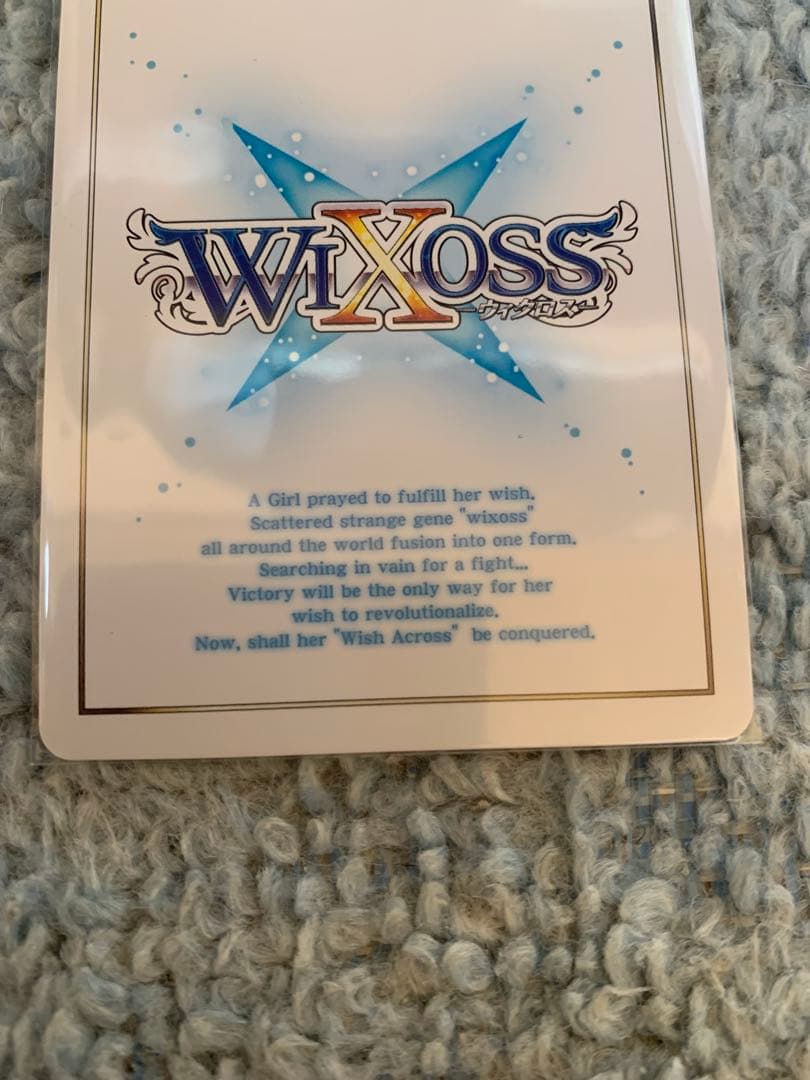 WIXOSS
-ウィクロス-
A Girl prayed to fulfill her wish.
Scattered strange gene "wixoss"
all around the world fusion into one form.
Searching in vain for a fight...
Victory will be the only way for her
wish to revolutionalize.
Now, shall her "Wish Across" be conquered.